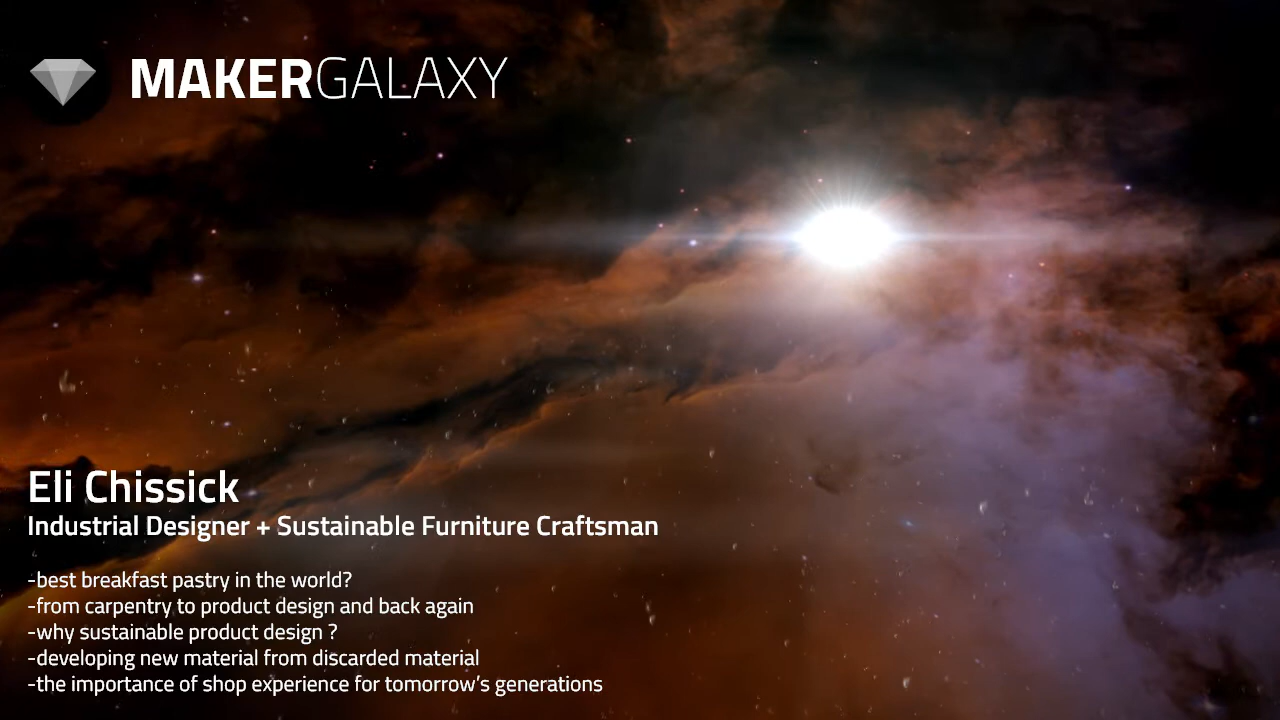 MAKERGALAXY
Eli Chissick
Industrial Designer + Sustainable Furniture Craftsman
-best breakfast pastry in the world?
-from carpentry to product design and back again
-why sustainable product design ?
-developing new material from discarded material
-the importance of shop experience for tomorrow's generations